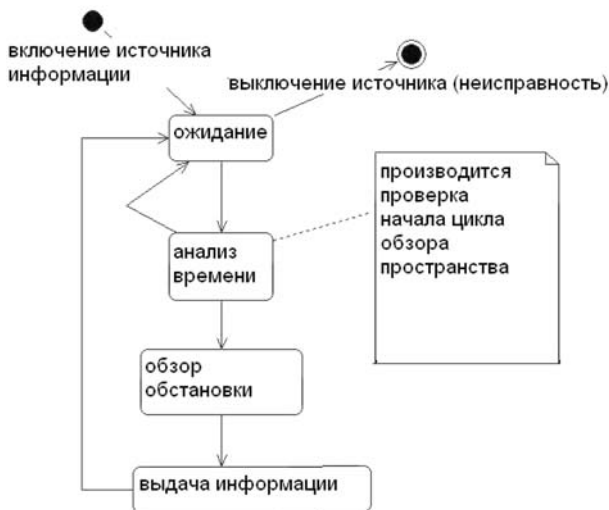 включение источника
информации
выключение источника (неисправность)
ожидание
производится
проверка
начала цикла
обзора
пространства
анализ
времени
обзор
обстановки
выдача информации